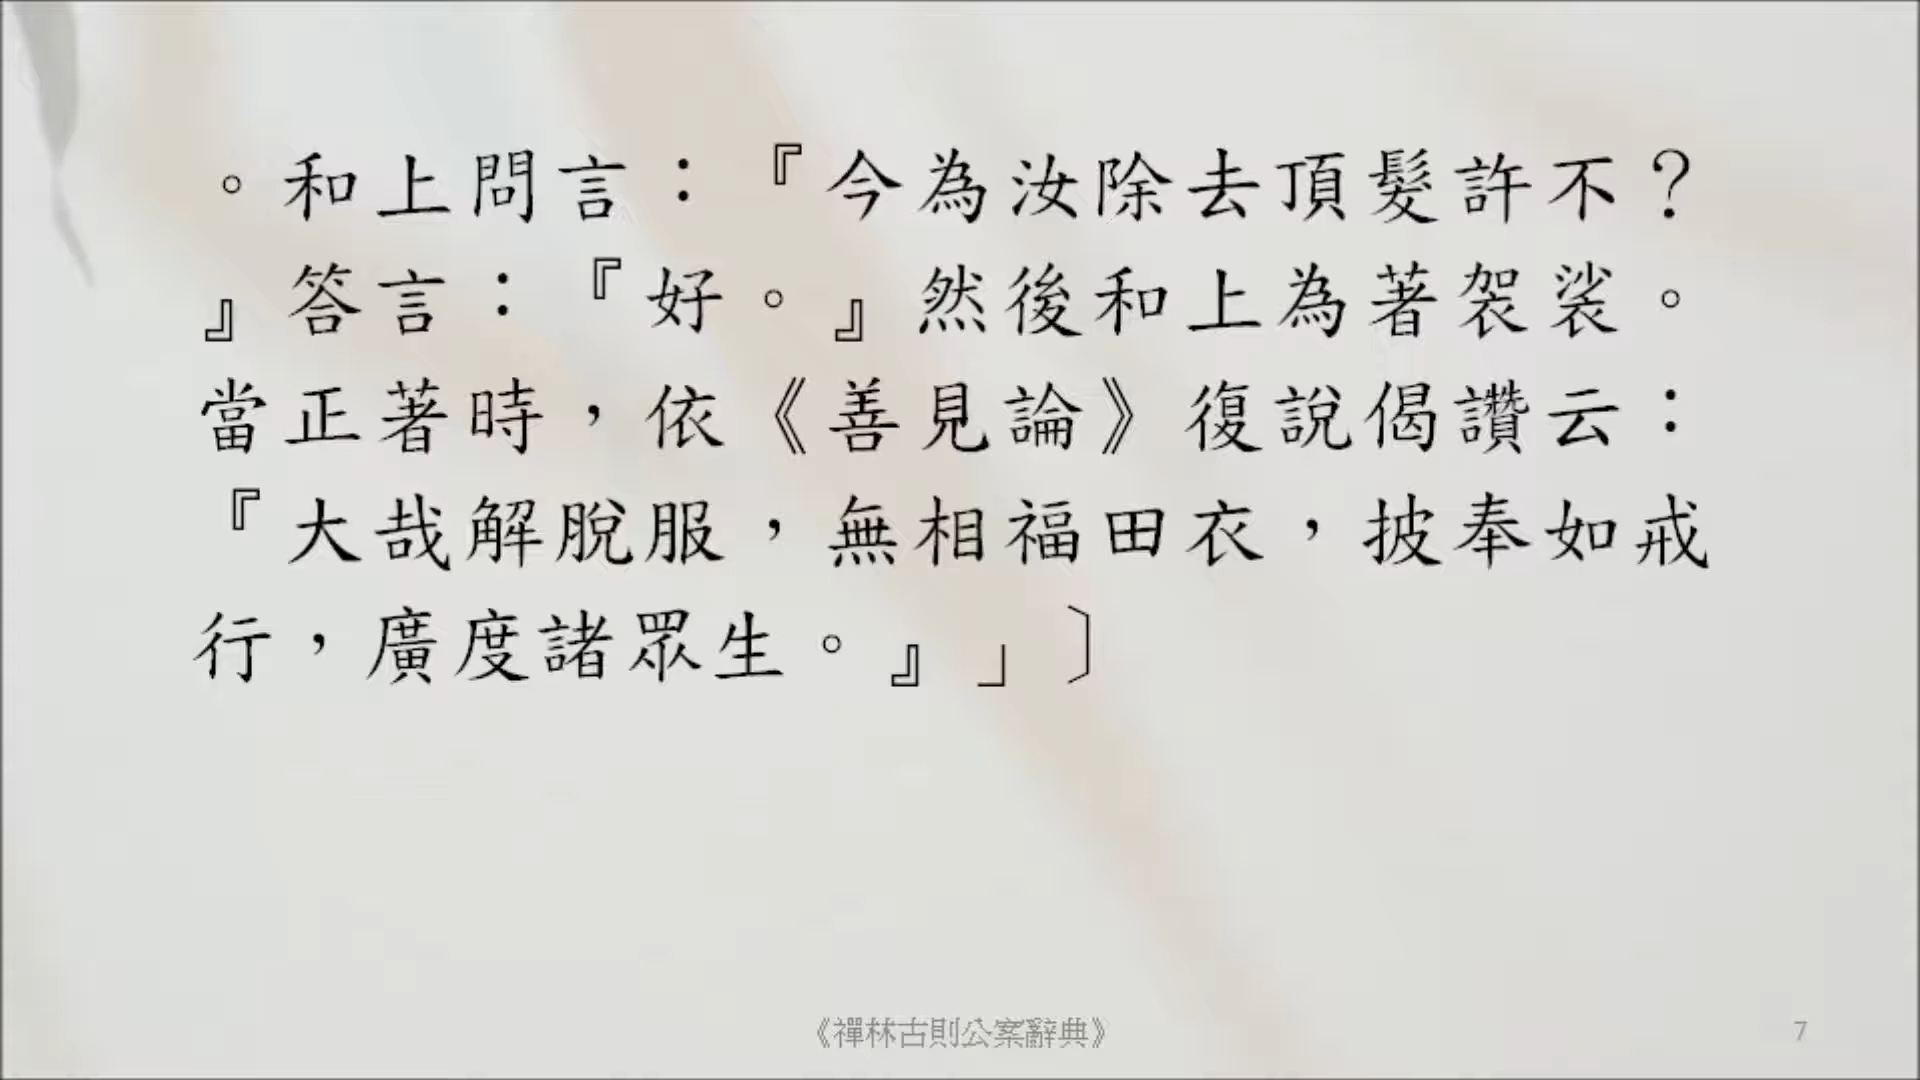 。和上問言：『今為汝除去頂髮許不？
』答言：『好。』然後和上為著袈裟。
當正著時，依《善見論》復說偈讚云：
『大哉解脫服，無相福田衣，披奉如戒
行，廣度諸眾生。』」〕
《禪林古則公案辭典》
7